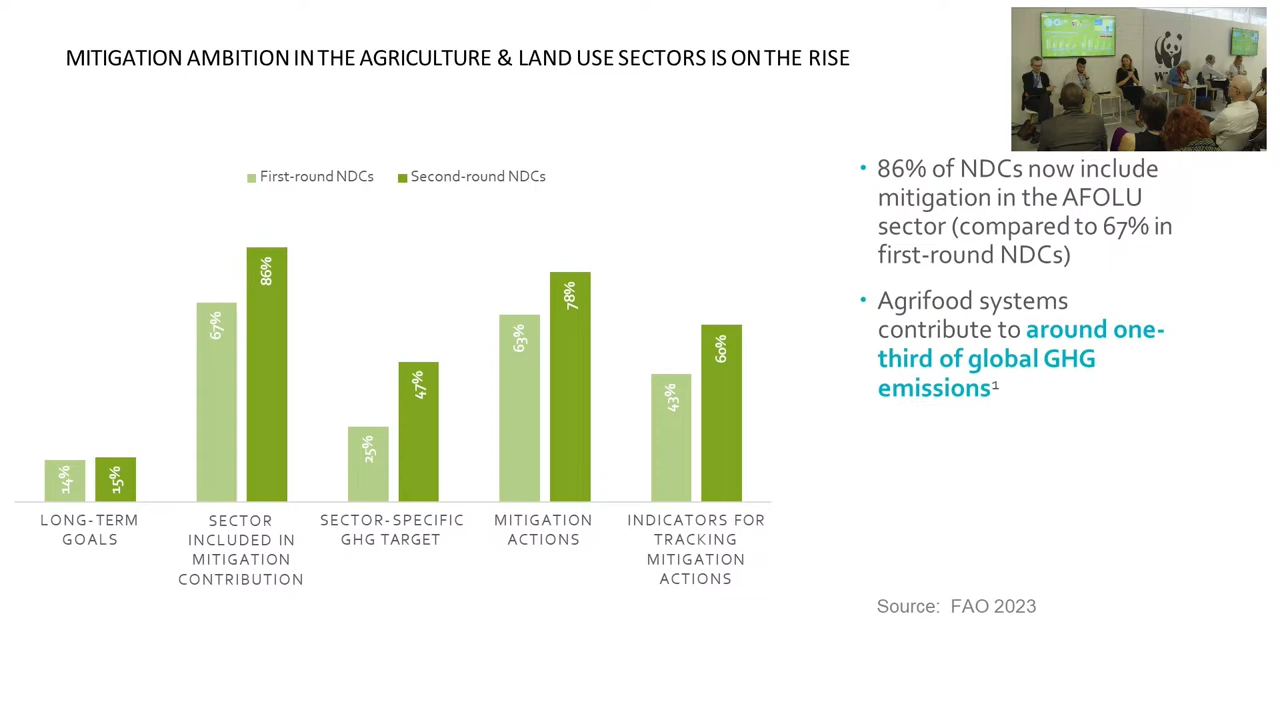 MITIGATION AMBITION IN THE AGRICULTURE & LAND USE SECTORS IS ON THE RISE
First-round NDCs
Second-round NDCs
14%
15%
67%
86%
25%
47%
63%
78%
43%
60%
LONG-TERM
GOALS
SECTOR
INCLUDED IN
MITIGATION
CONTRIBUTION
SECTOR-SPECIFIC
GHG TARGET
MITIGATION
ACTIONS
INDICATORS FOR
TRACKING
MITIGATION
ACTIONS
• 86% of NDCs now include
mitigation in the AFOLU
sector (compared to 67% in
first-round NDCs)
• Agrifood systems
contribute to around one-
third of global GHG
emissions¹
Source: FAO 2023